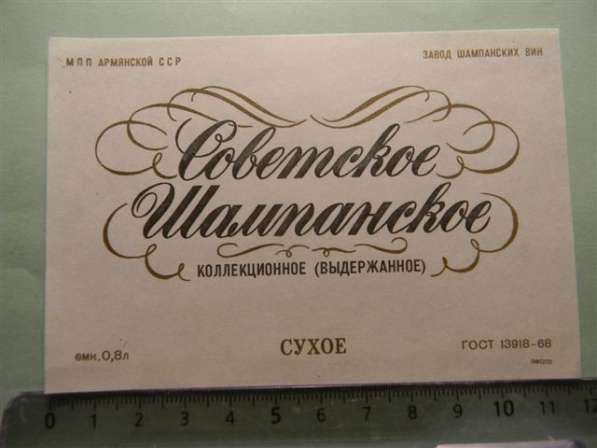 МПП АРМЯНСКОЙ ССР
ЗАВОД ШАМПАНСКИХ ВИН
Советское
Шампанское
КОЛЛЕКЦИОННОЕ (ВЫДЕРЖАННОЕ)
емк. 0,8л
СУХОЕ
ГОСТ 13918-68
0 1 2 3 4 5 6 7 8 9 10 11 12